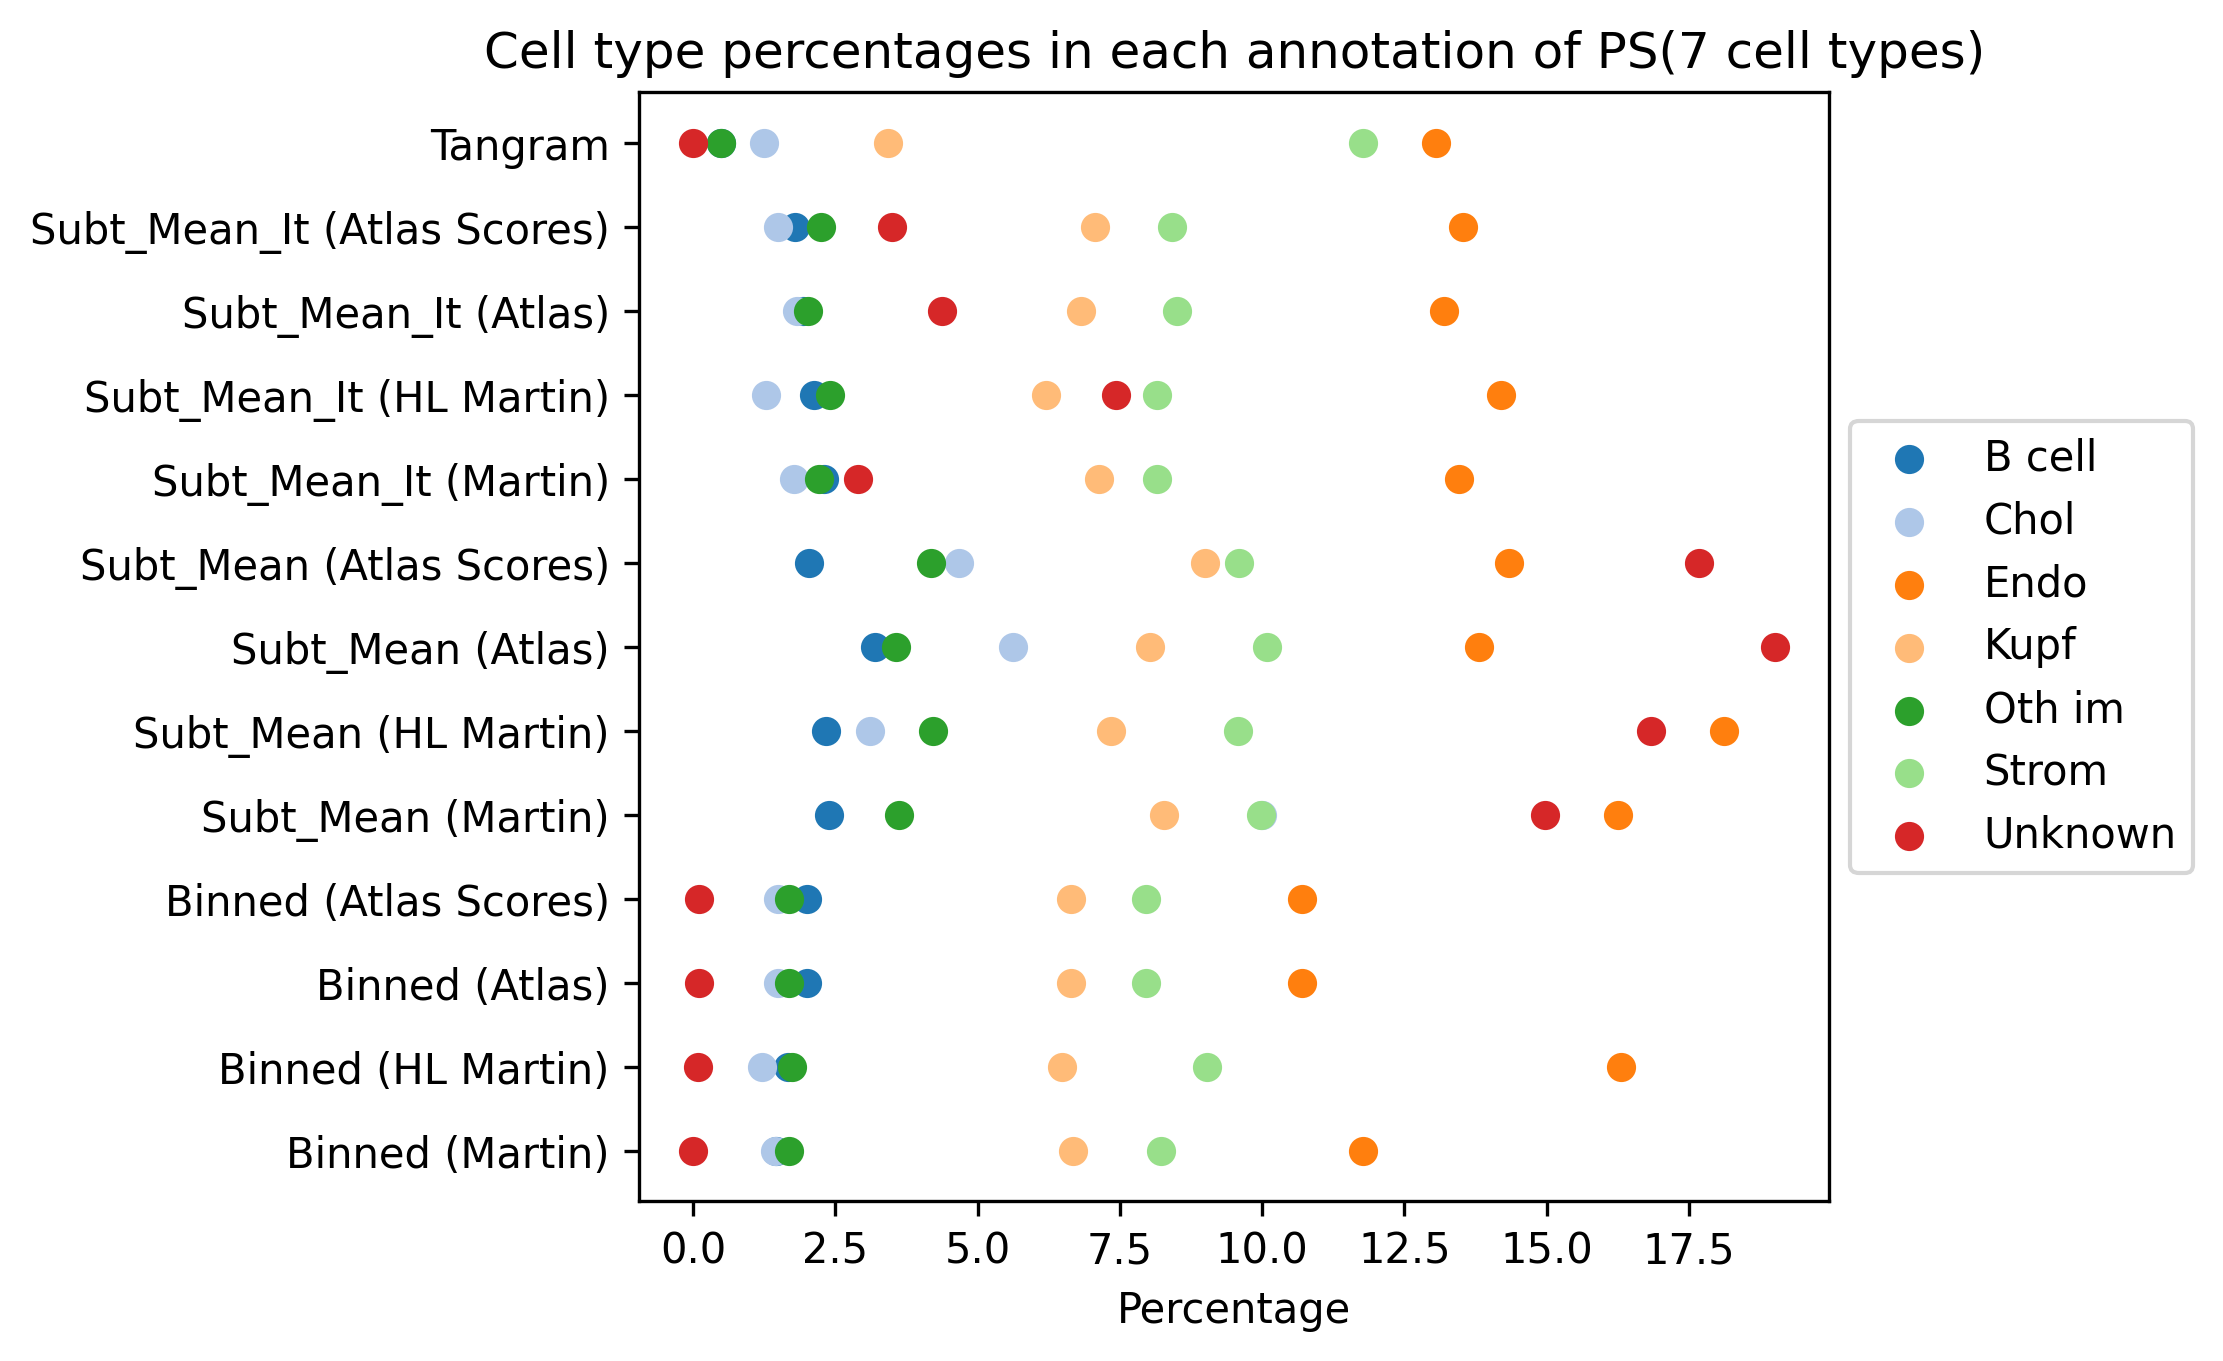 Cell type percentages in each annotation of PS(7 cell types)
Tangram
Subt_Mean_It (Atlas Scores)
Subt_Mean_It (Atlas)
Subt_Mean_It (HL Martin)
Subt_Mean_It (Martin)
Subt_Mean (Atlas Scores)
Subt_Mean (Atlas)
Subt_Mean (HL Martin)
Subt_Mean (Martin)
Binned (Atlas Scores)
Binned (Atlas)
Binned (HL Martin)
Binned (Martin)
0.0 2.5 5.0 7.5 10.0 12.5 15.0 17.5
Percentage
B cell
Chol
Endo
Kupf
Oth im
Strom
Unknown